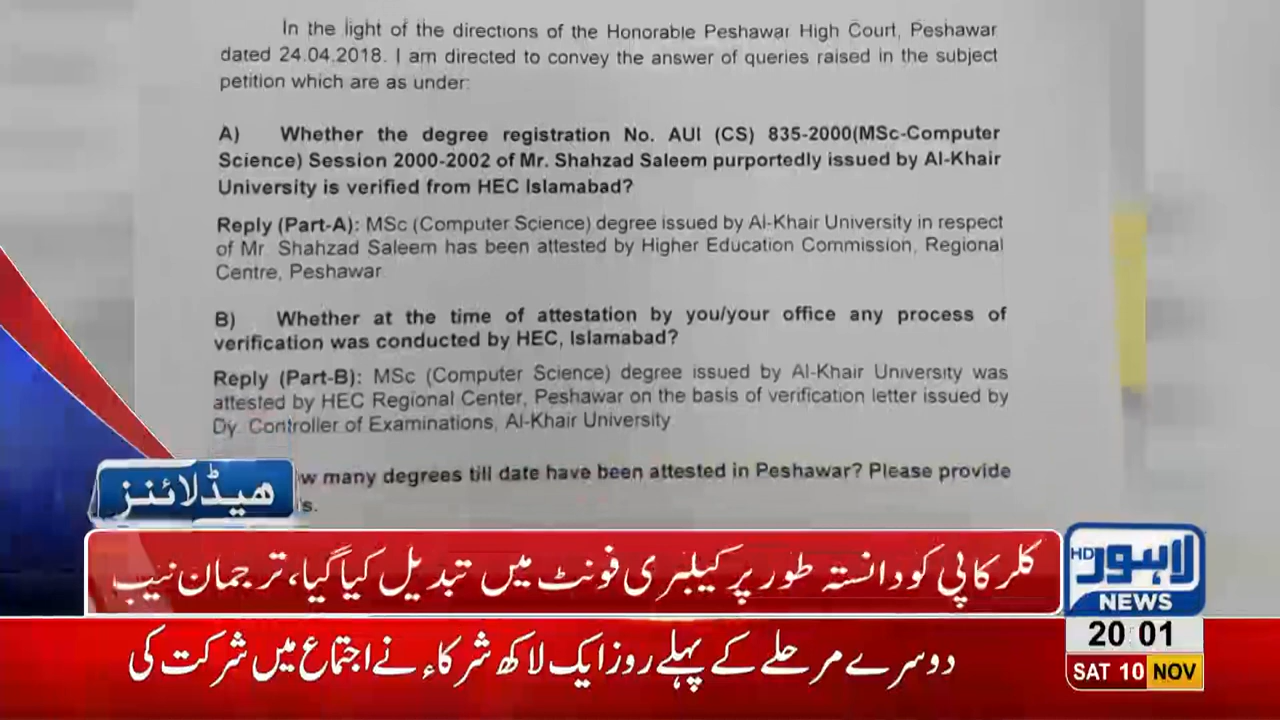 In the light of the directions of the Honorable Peshawar High Court, Peshawar
dated 24.04.2018. I am directed to convey the answer of queries raised in the subject
petition which are as under:
A) Whether the degree registration No. AUI (CS) 835-2000(MSc-Computer
Science) Session 2000-2002 of Mr. Shahzad Saleem purportedly issued by Al-Khair
University is verified from HEC Islamabad?
Reply (Part-A): MSc (Computer Science) degree issued by Al-Khair University in respect
of Mr. Shahzad Saleem has been attested by Higher Education Commission, Regional
Centre, Peshawar
B) Whether at the time of attestation by you/your office any process of
verification was conducted by HEC, Islamabad?
Reply (Part-B): MSc (Computer Science) degree issued by Al-Khair University was
attested by HEC Regional Center, Peshawar on the basis of verification letter issued by
Dy. Controller of Examinations, Al-Khair University
w many degrees till date have been attested in Peshawar? Please provide
s.
ھیڈلائنز
کلر کاپی کو دانستہ طور پر کیلبری فونٹ میں تبدیل کیا گیا، ترجمان نیب
HD لاہور
NEWS
20 01
دوسرے مرحلے کے پہلے روز ایک لاکھ شرکاء نے اجتماع میں شرکت کی
SAT 10 NOV